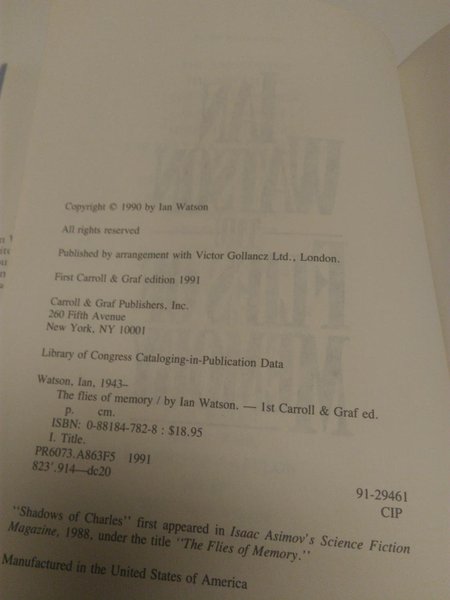 Copyright © 1990 by Ian Watson
All rights reserved
Published by arrangement with Victor Gollancz Ltd., London.
First Carroll & Graf edition 1991
Carroll & Graf Publishers, Inc.
260 Fifth Avenue
New York, NY 10001
Library of Congress Cataloging-in-Publication Data
Watson, Ian, 1943–
The flies of memory / by Ian Watson. — 1st Carroll & Graf ed.
p. cm.
ISBN: 0-88184-782-8 : $18.95
I. Title.
PR6073.A863F5 1991
823'.914—dc20
91-29461
CIP
"Shadows of Charles" first appeared in Isaac Asimov's Science Fiction
Magazine, 1988, under the title "The Flies of Memory."
Manufactured in the United States of America